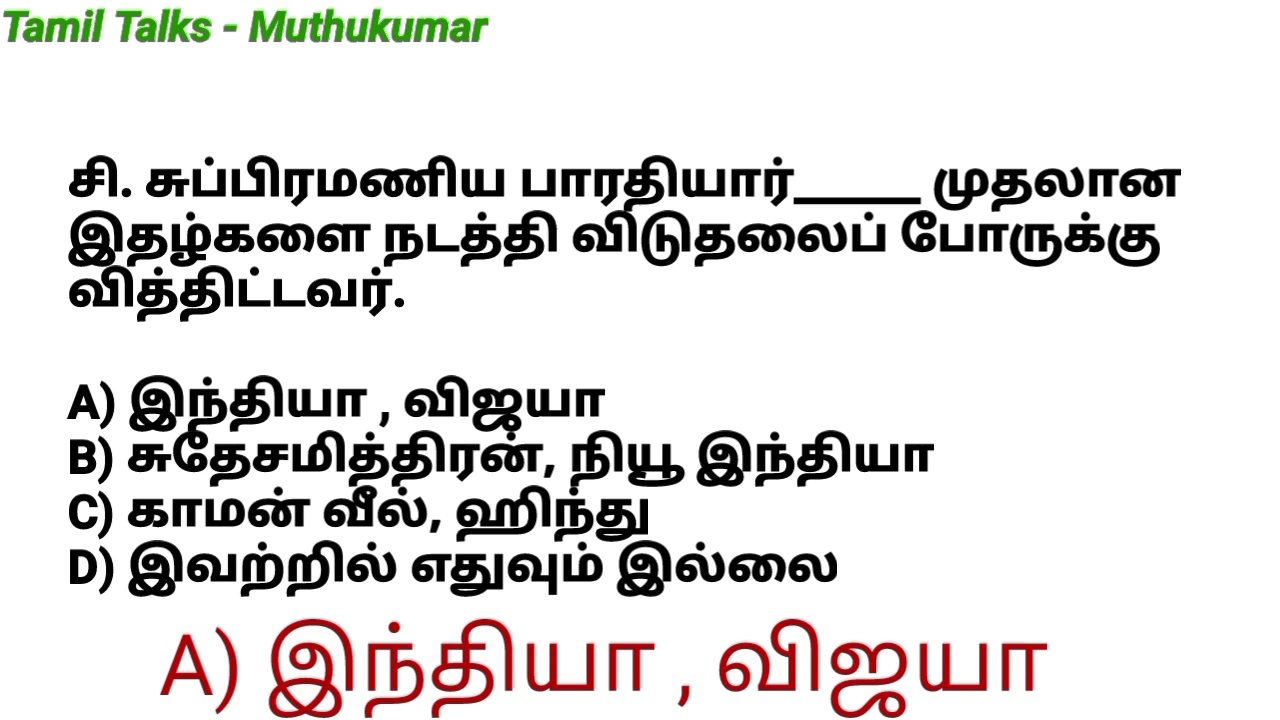 Tamil Talks - Muthukumar
சி. சுப்பிரமணிய பாரதியார்______ முதலான
இதழ்களை நடத்தி விடுதலைப் போருக்கு
வித்திட்டவர்.
A) இந்தியா , விஜயா
B) சுதேசமித்திரன், நியூ இந்தியா
C) காமன் வீல், ஹிந்து
D) இவற்றில் எதுவும் இல்லை
A) இந்தியா , விஜயா